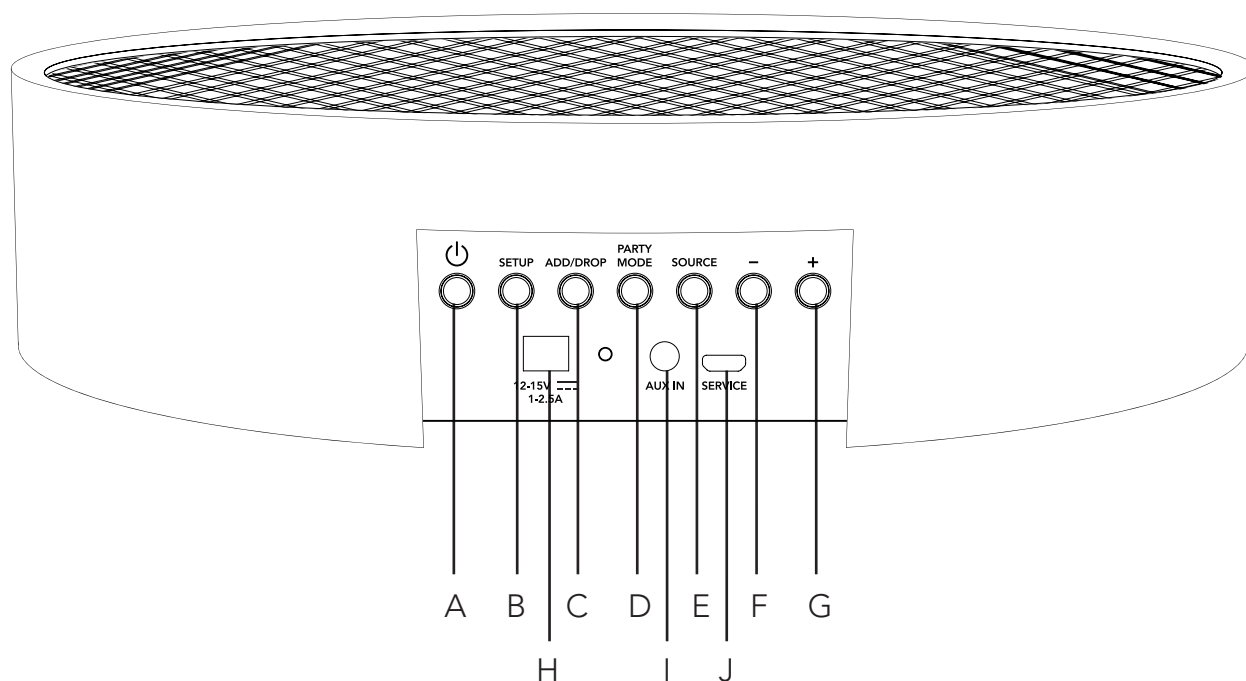 SETUP ADD/DROP PARTY MODE SOURCE − +
12-15V AUX IN SERVICE
1-2.5A
A B C D E F G
H I J